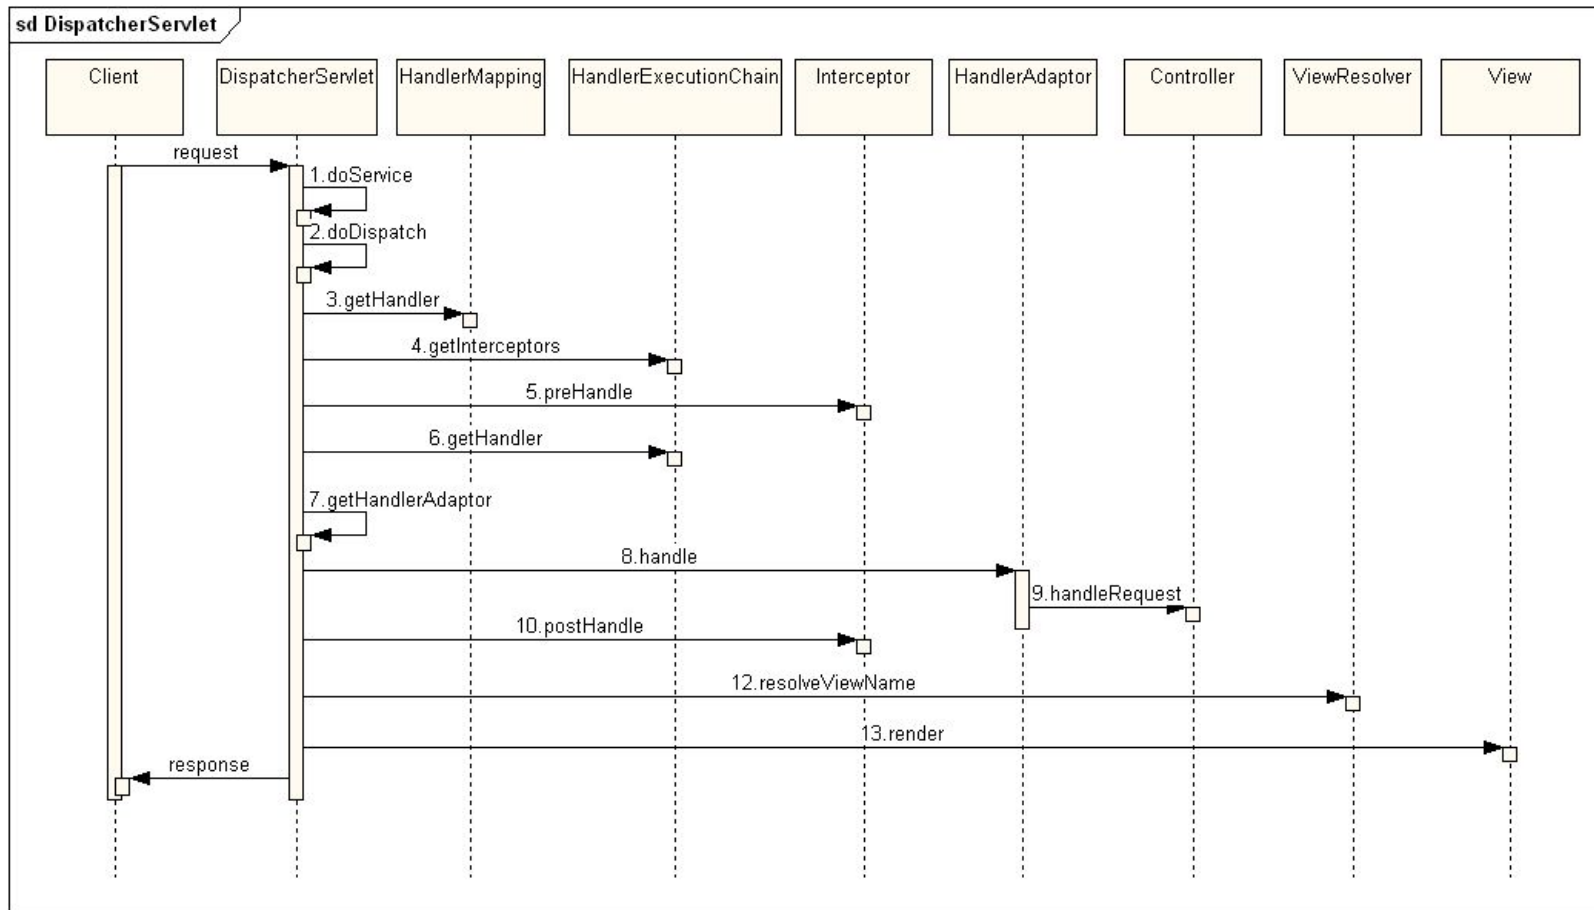 sd DispatcherServlet
Client
DispatcherServlet
HandlerMapping
HandlerExecutionChain
Interceptor
HandlerAdaptor
Controller
ViewResolver
View
request
1.doService
2.doDispatch
3.getHandler
4.getInterceptors
5.preHandle
6.getHandler
7.getHandlerAdaptor
8.handle
9.handleRequest
10.postHandle
12.resolveViewName
13.render
response